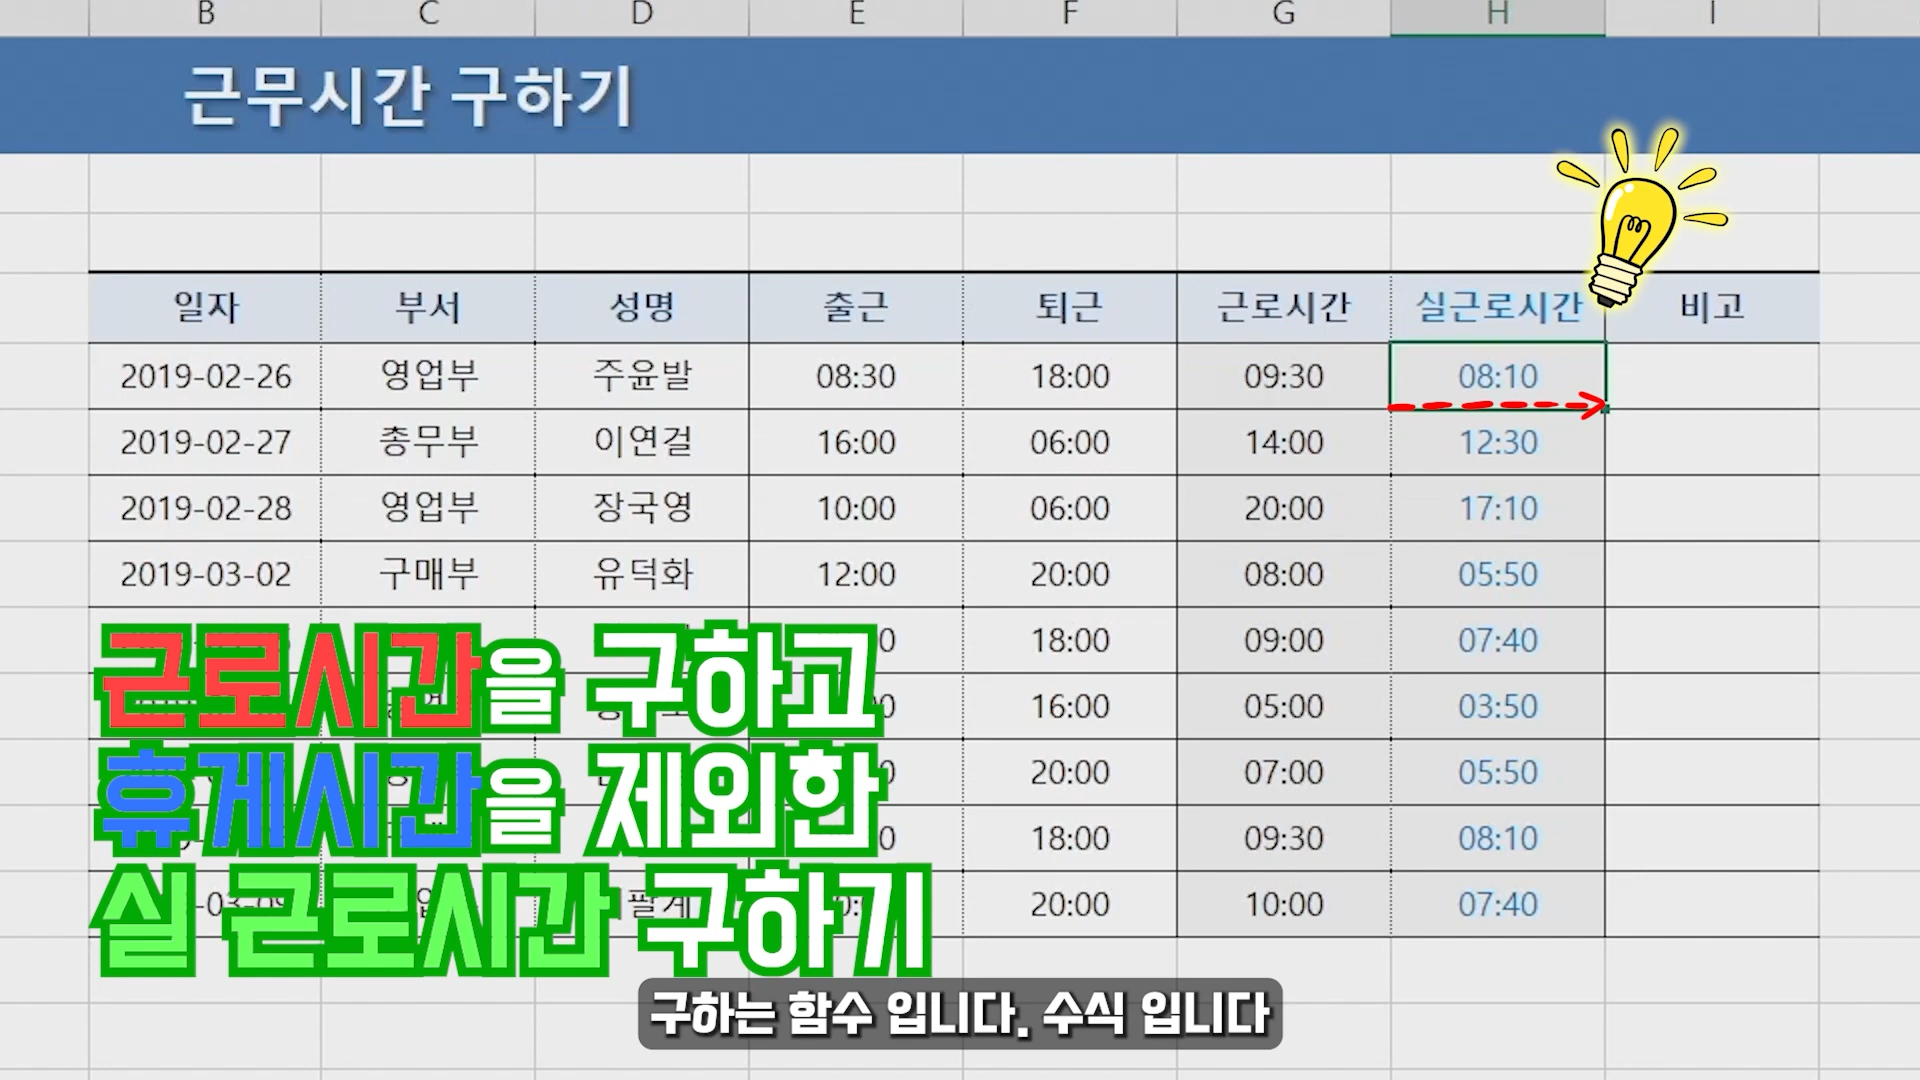 B C D E F G H I
근무시간 구하기
일자 부서 성명 출근 퇴근 근로시간 실근로시간 비고
2019-02-26 영업부 주윤발 08:30 18:00 09:30 08:10
2019-02-27 총무부 이연걸 16:00 06:00 14:00 12:30
2019-02-28 영업부 장국영 10:00 06:00 20:00 17:10
2019-03-02 구매부 유덕화 12:00 20:00 08:00 05:50
18:00 09:00 07:40
16:00 05:00 03:50
20:00 07:00 05:50
18:00 09:30 08:10
20:00 10:00 07:40
근로시간을 구하고
휴게시간을 제외한
실 근로시간 구하기
구하는 함수 입니다. 수식 입니다